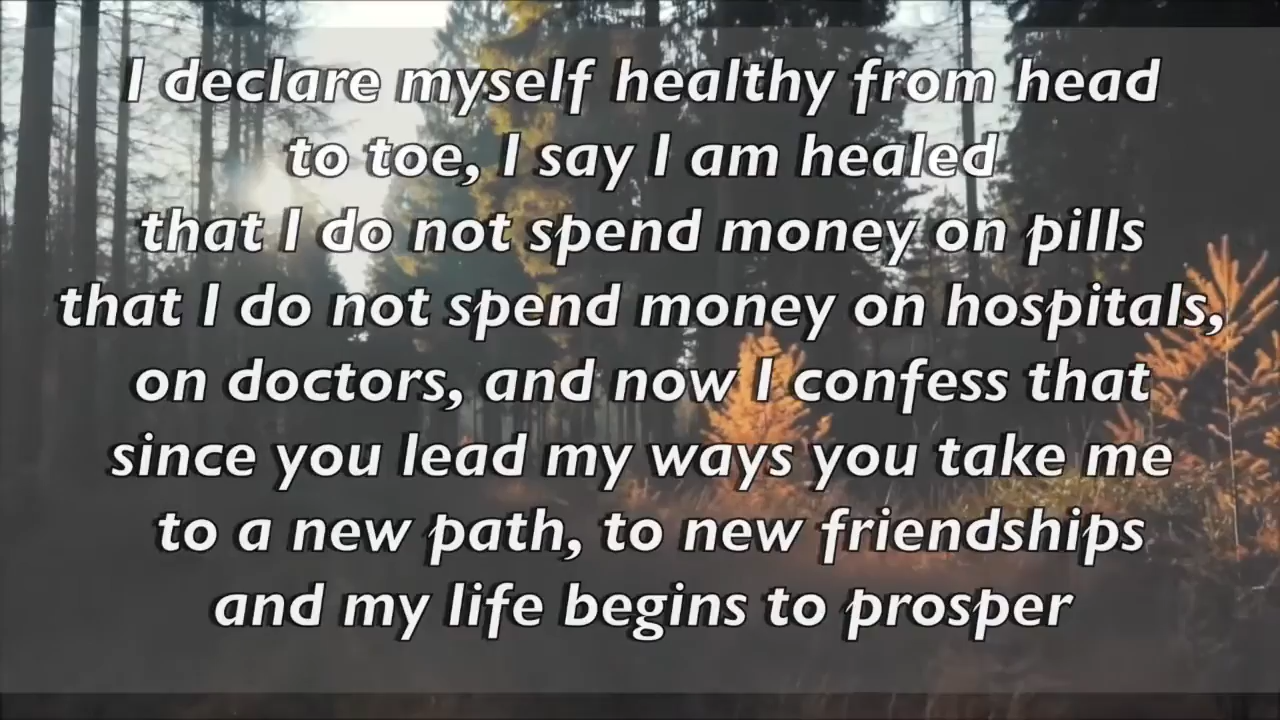 I declare myself healthy from head
to toe, I say I am healed
that I do not spend money on pills
that I do not spend money on hospitals,
on doctors, and now I confess that
since you lead my ways you take me
to a new path, to new friendships
and my life begins to prosper